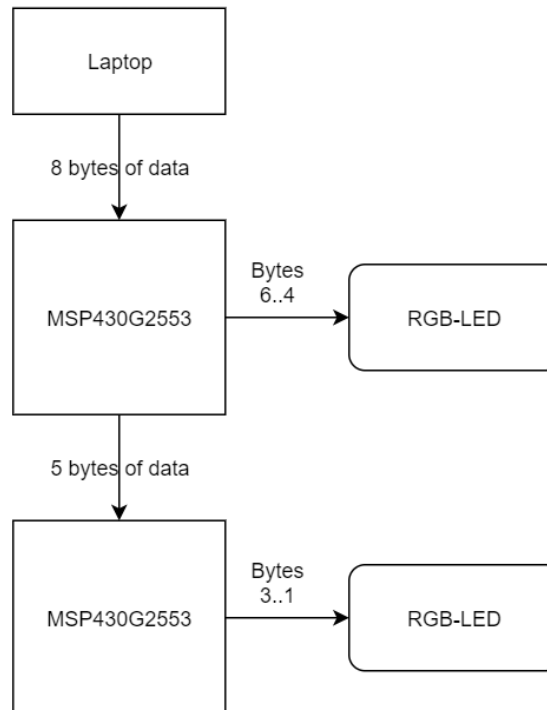 Laptop
8 bytes of data
MSP430G2553
Bytes
6..4
RGB-LED
5 bytes of data
MSP430G2553
Bytes
3..1
RGB-LED